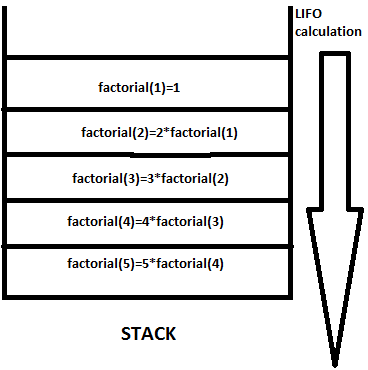 LIFO
calculation
factorial(1)=1
factorial(2)=2*factorial(1)
factorial(3)=3*factorial(2)
factorial(4)=4*factorial(3)
factorial(5)=5*factorial(4)
STACK